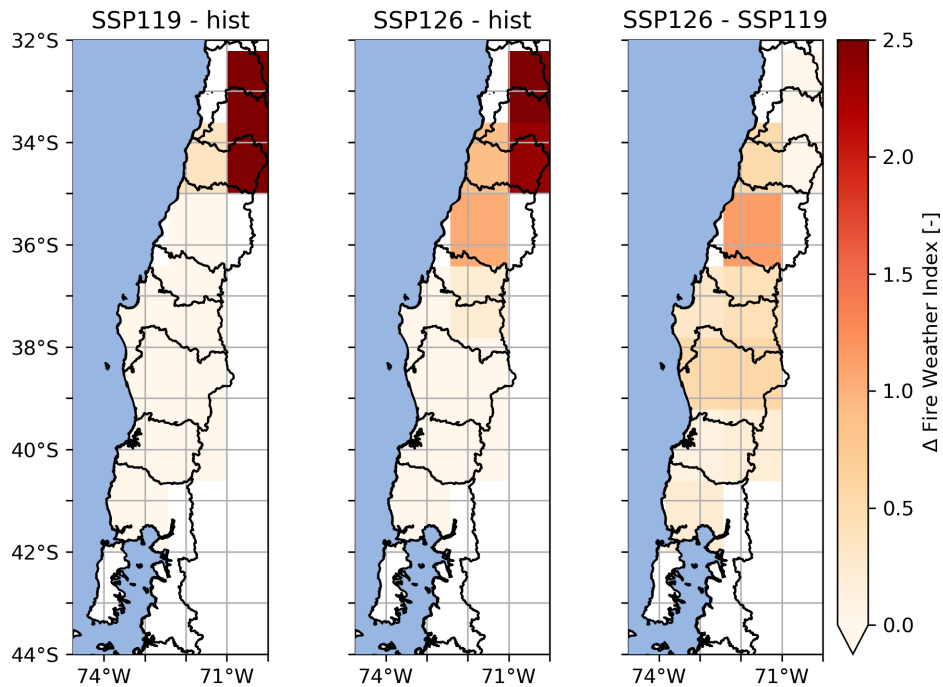 SSP119 - hist
SSP126 - hist
SSP126 - SSP119
32°S
34°S
36°S
38°S
40°S
42°S
44°S
74°W
71°W
74°W
71°W
74°W
71°W
2.5
2.0
1.5
1.0
0.5
0.0
Δ Fire Weather Index [-]